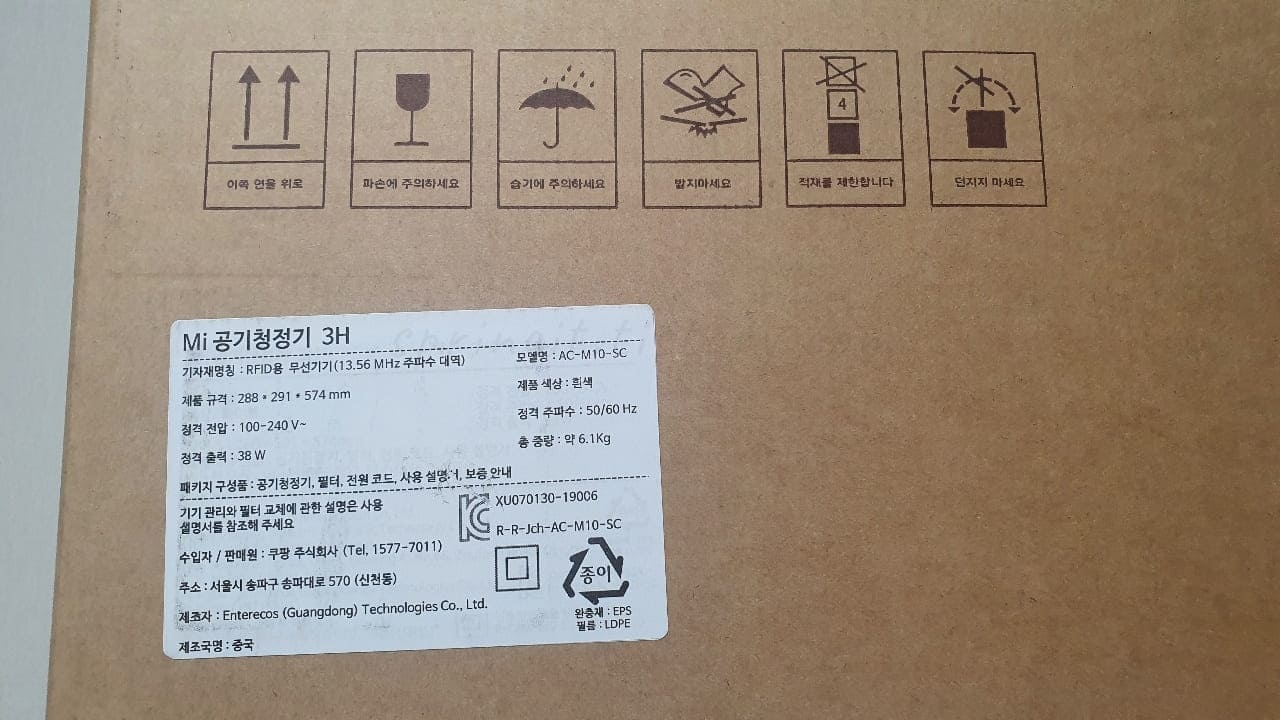 4
이쪽 면을 위로
파손에 주의하세요
습기에 주의하세요
밟지마세요
적재를 제한합니다
던지지 마세요
Mi 공기청정기 3H
기자재명칭 : RFID용 무선기기(13.56 MHz 주파수 대역)
모델명 : AC-M10-SC
제품 규격 : 288 * 291 * 574 mm
제품 색상 : 흰색
정격 전압 : 100-240 V~
정격 주파수 : 50/60 Hz
정격 출력 : 38 W
총 중량 : 약 6.1Kg
패키지 구성품 : 공기청정기, 필터, 전원 코드, 사용 설명서, 보증 안내
기기 관리와 필터 교체에 관한 설명은 사용
설명서를 참조해 주세요
XU070130-19006
R-R-Jch-AC-M10-SC
수입자 / 판매원 : 쿠팡 주식회사 (Tel, 1577-7011)
주소 : 서울시 송파구 송파대로 570 (신천동)
제조자 : Enterecos (Guangdong) Technologies Co., Ltd.
제조국명 : 중국
종이
완충재 : EPS
필름 : LDPE